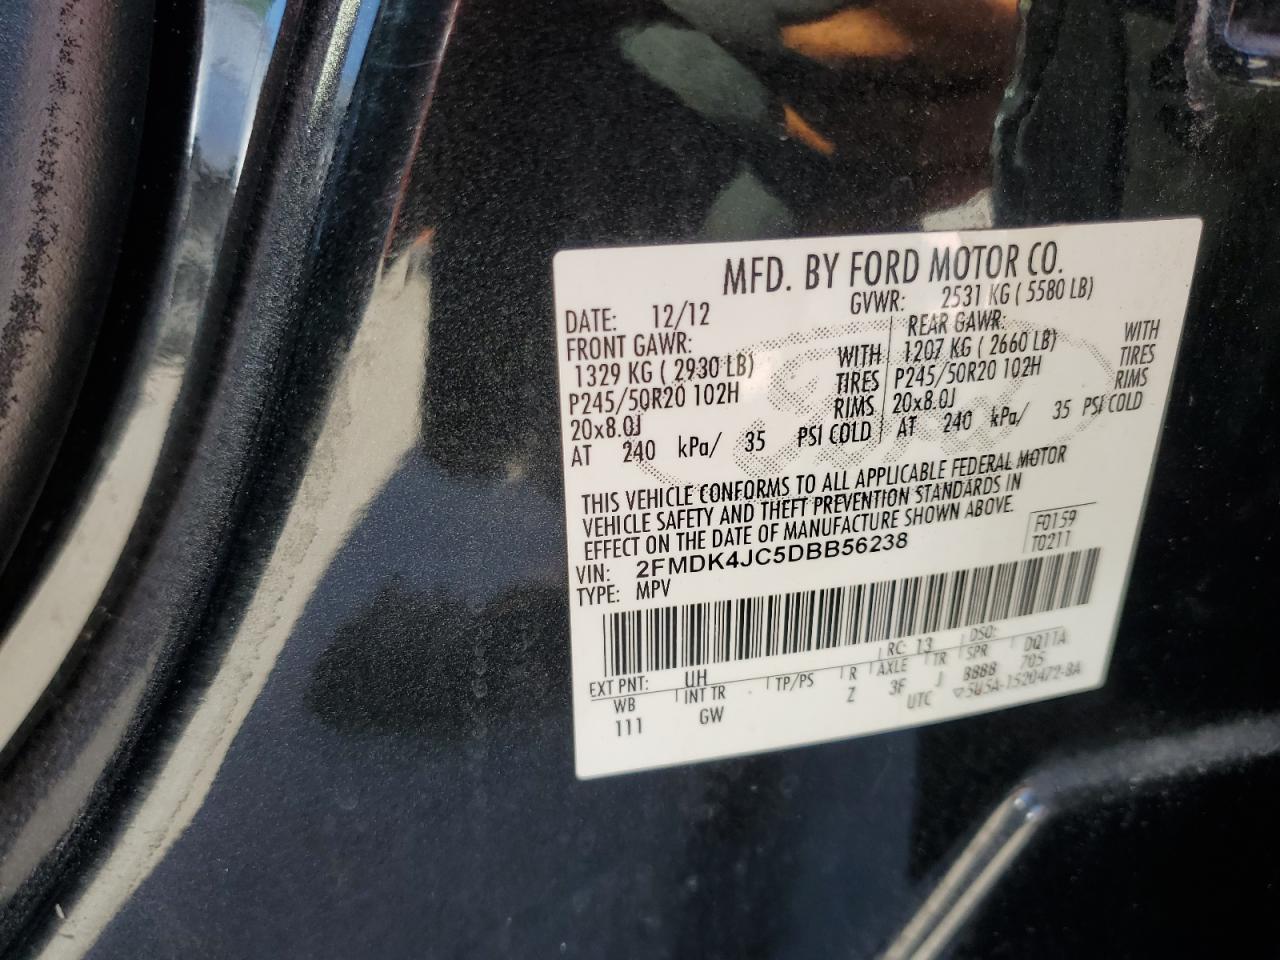 MFD. BY FORD MOTOR CO.
DATE: 12/12 GVWR: 2531 KG ( 5580 LB)
FRONT GAWR: REAR GAWR:
1329 KG ( 2930 LB) WITH 1207 KG ( 2660 LB) WITH
P245/50R20 102H TIRES P245/50R20 102H TIRES
20x8.0J RIMS 20x8.0J RIMS
AT 240 kPa/ 35 PSI COLD AT 240 kPa/ 35 PSI COLD
THIS VEHICLE CONFORMS TO ALL APPLICABLE FEDERAL MOTOR
VEHICLE SAFETY AND THEFT PREVENTION STANDARDS IN
EFFECT ON THE DATE OF MANUFACTURE SHOWN ABOVE.
VIN: 2FMDK4JC5DBB56238 F0159
TYPE: MPV T0211
EXT PNT: UH RC: 13 DSO:
WB INT TR TP/PS R AXLE TR SPR DQ11A
111 GW Z 3F J BBBB 705
UTC ▽5U5A-1520472-BA